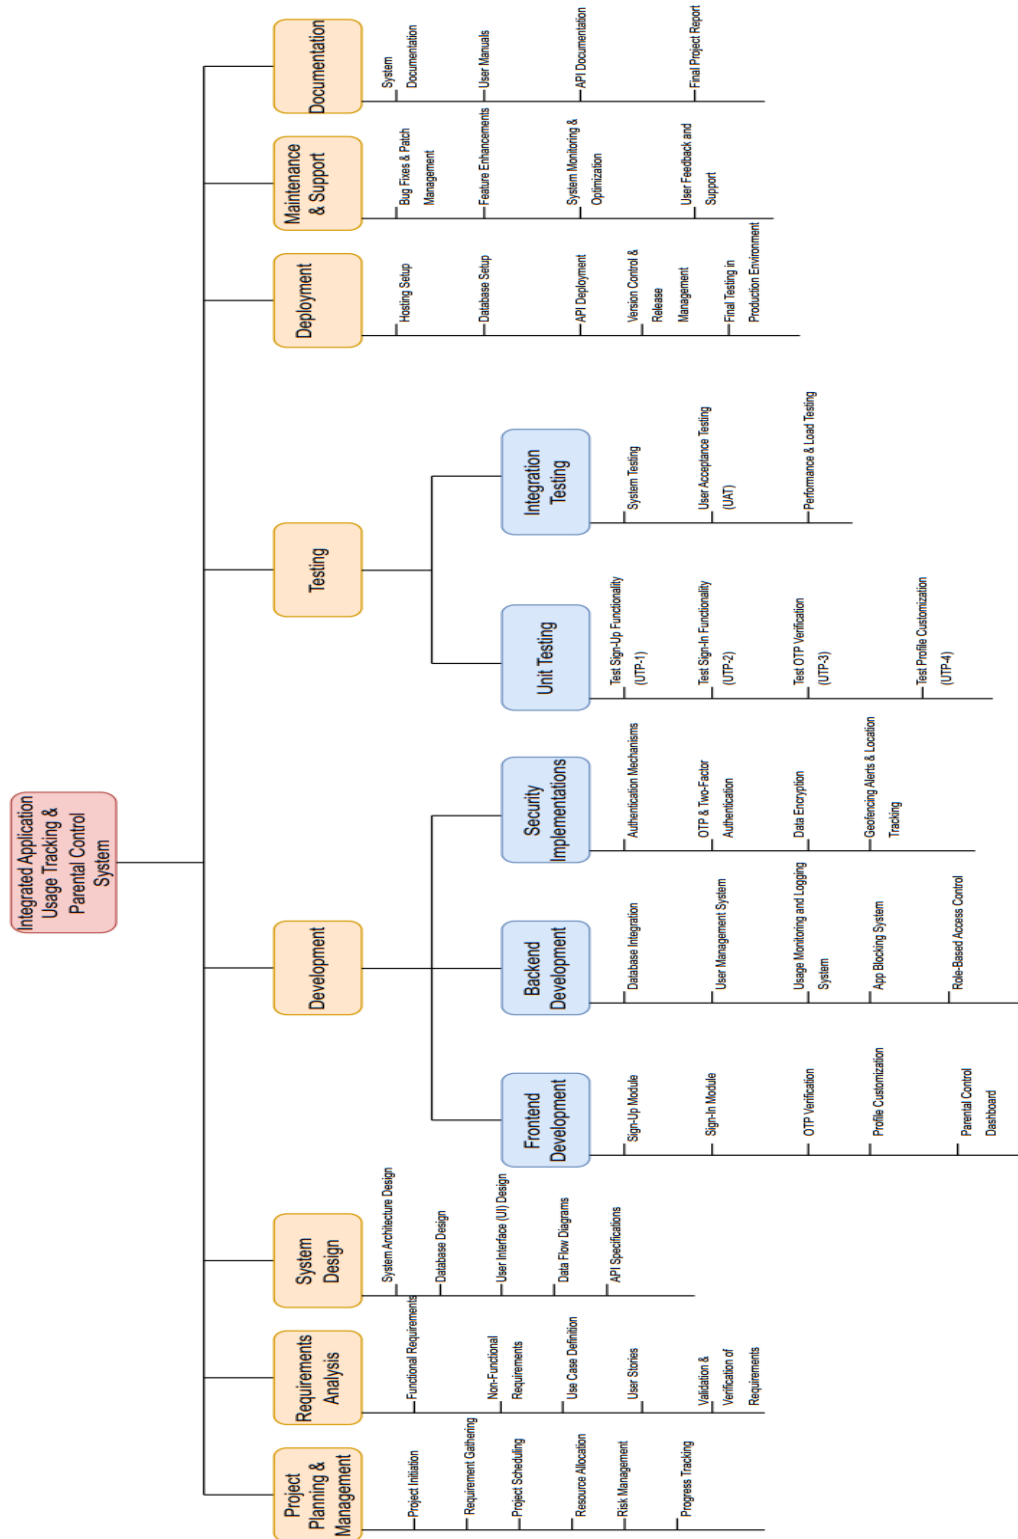 Integrated Application
Usage Tracking &
Parental Control
System
Project
Planning &
Management
Project Initiation
Requirement Gathering
Project Scheduling
Resource Allocation
Risk Management
Progress Tracking
Requirements
Analysis
Functional Requirements
Non-Functional
Requirements
Use Case Definition
User Stories
Validation &
Verification of
Requirements
System
Design
System Architecture Design
Database Design
User Interface (UI) Design
Data Flow Diagrams
API Specifications
Development
Frontend
Development
Sign-Up Module
Sign-In Module
OTP Verification
Profile Customization
Parental Control
Dashboard
Backend
Development
Database Integration
User Management System
Usage Monitoring and Logging
System
App Blocking System
Role-Based Access Control
Security
Implementations
Authentication Mechanisms
OTP & Two-Factor
Authentication
Data Encryption
Geofencing Alerts & Location
Tracking
Testing
Unit Testing
Test Sign-Up Functionality
(UTP-1)
Test Sign-In Functionality
(UTP-2)
Test OTP Verification
(UTP-3)
Test Profile Customization
(UTP-4)
Integration
Testing
System Testing
User Acceptance Testing
(UAT)
Performance & Load Testing
Deployment
Hosting Setup
Database Setup
API Deployment
Version Control &
Release
Management
Final Testing in
Production Environment
Maintenance
& Support
Bug Fixes & Patch
Management
Feature Enhancements
System Monitoring &
Optimization
User Feedback and
Support
Documentation
System
Documentation
User Manuals
API Documentation
Final Project Report